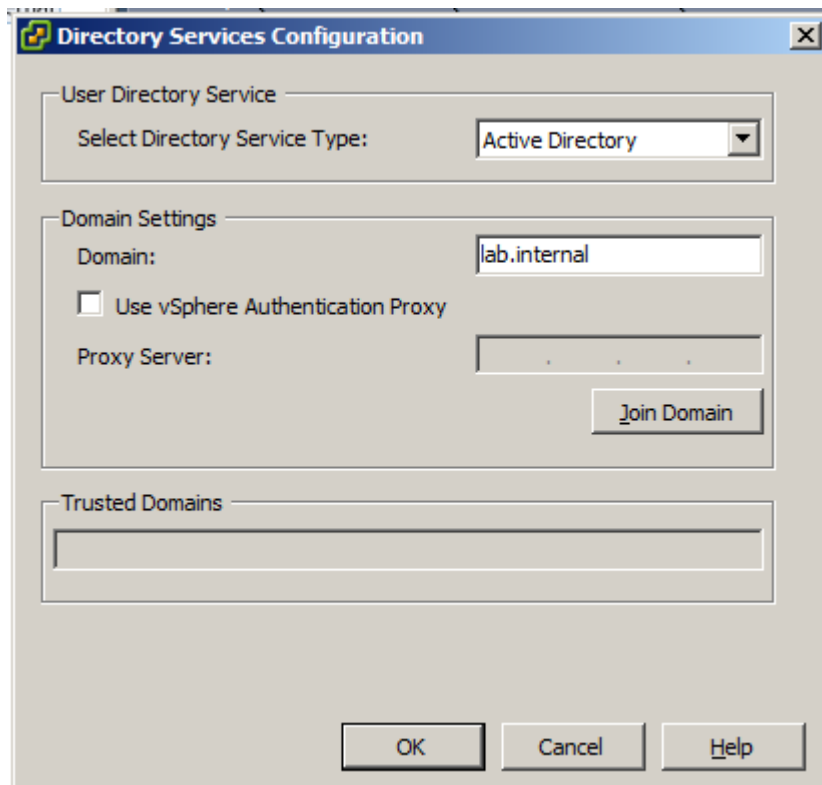 Directory Services Configuration
User Directory Service
Select Directory Service Type:
Active Directory
Domain Settings
Domain:
lab.internal
Use vSphere Authentication Proxy
Proxy Server:
. . .
Join Domain
Trusted Domains
OK
Cancel
Help